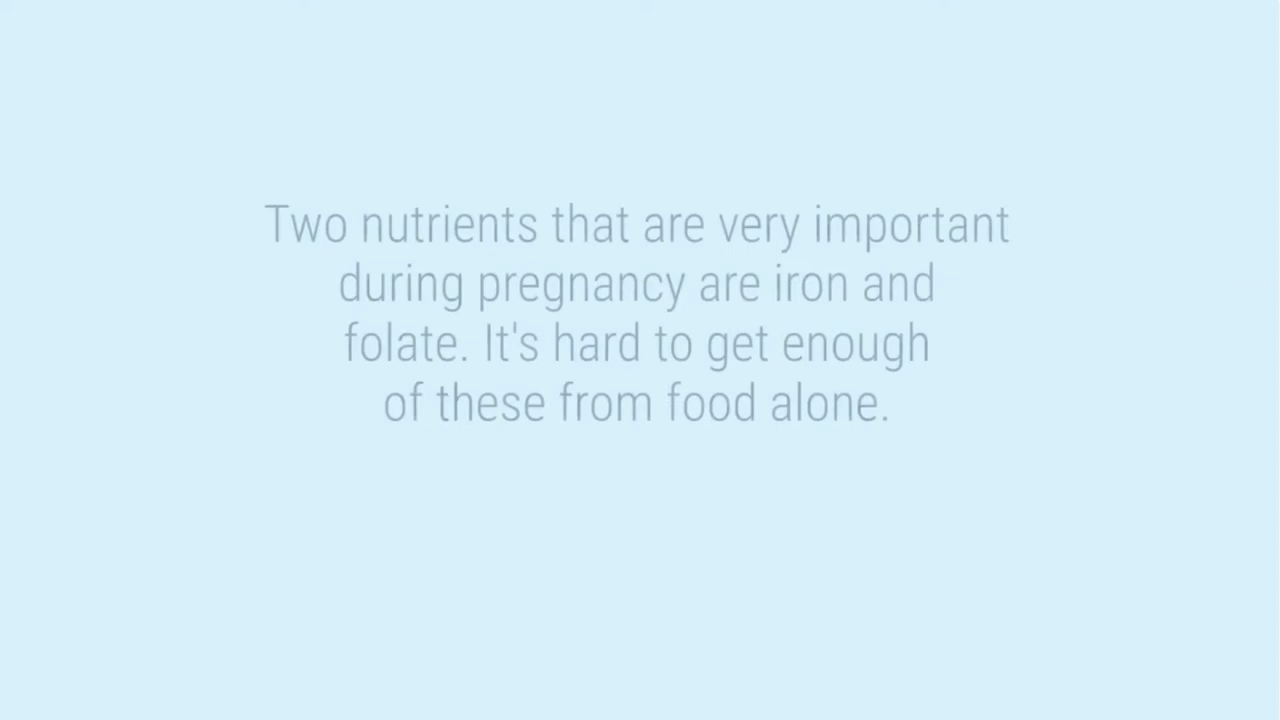 Two nutrients that are very important
during pregnancy are iron and
folate. It's hard to get enough
of these from food alone.